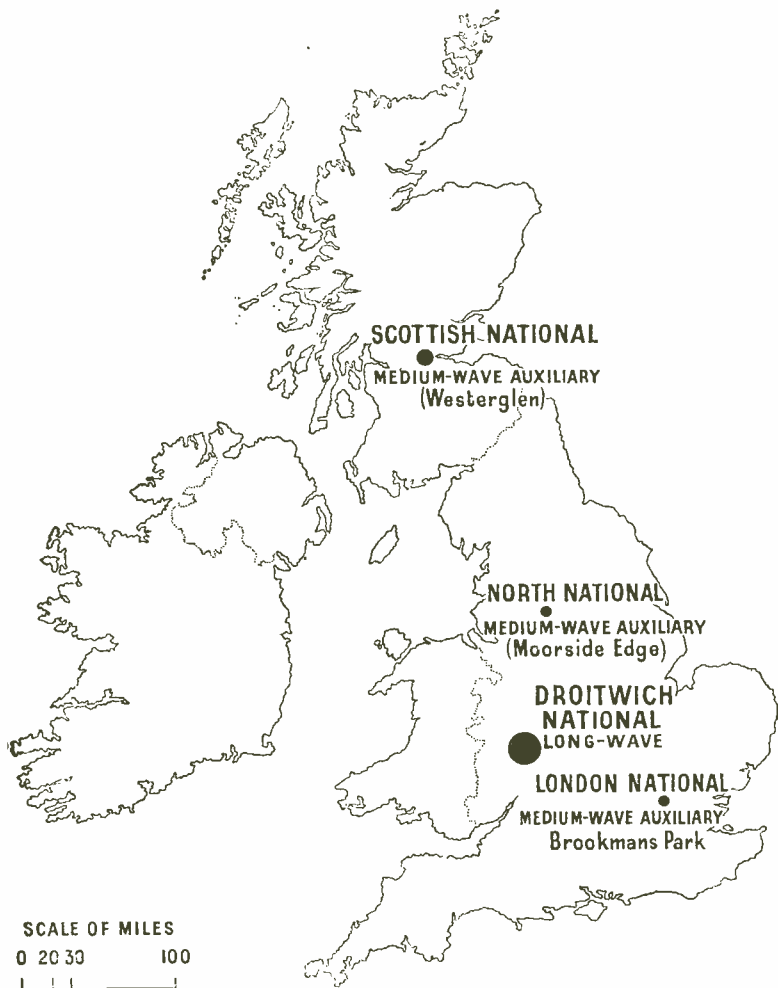 SCOTTISH NATIONAL
MEDIUM-WAVE AUXILIARY
(Westerglen)
NORTH NATIONAL
MEDIUM-WAVE AUXILIARY
(Moorside Edge)
DROITWICH
NATIONAL
LONG-WAVE
LONDON NATIONAL
MEDIUM-WAVE AUXILIARY
Brookmans Park
SCALE OF MILES
0 20 30 100